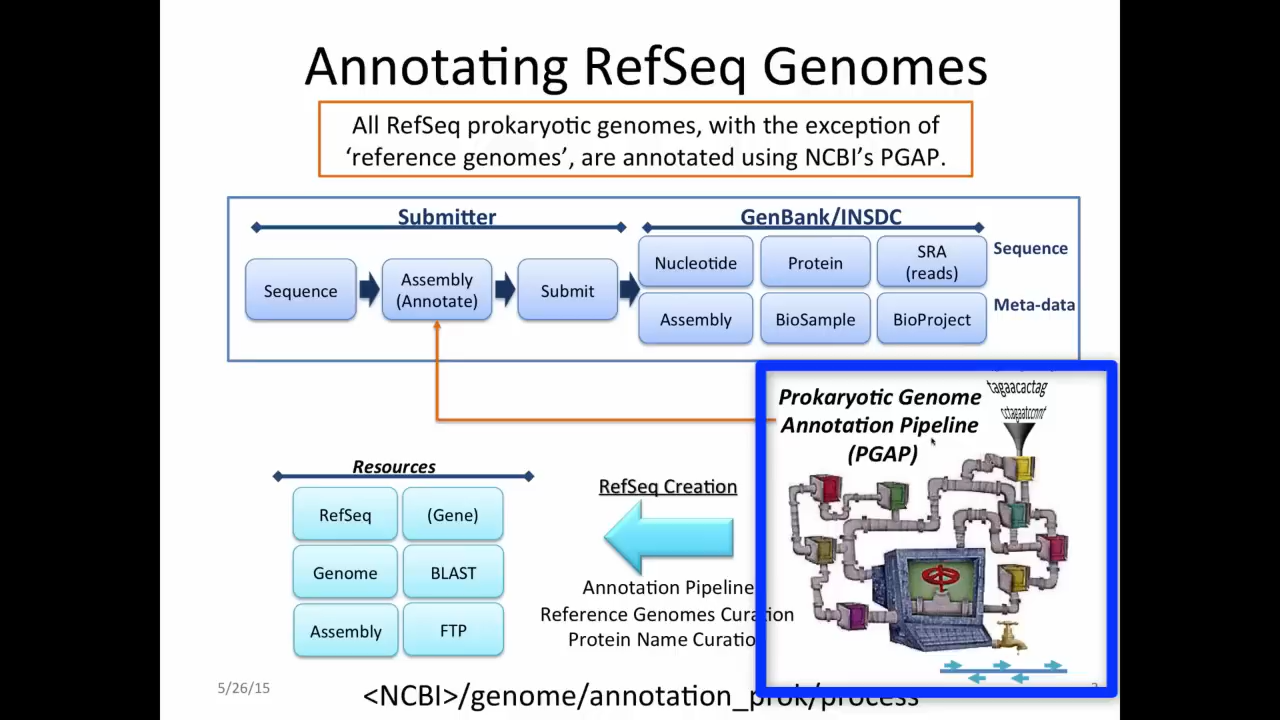 Annotating RefSeq Genomes
All RefSeq prokaryotic genomes, with the exception of
‘reference genomes’, are annotated using NCBI’s PGAP.
Submitter
GenBank/INSDC
Sequence
Assembly
(Annotate)
Submit
Nucleotide
Protein
SRA
(reads)
Sequence
Assembly
BioSample
BioProject
Meta-data
Prokaryotic Genome
Annotation Pipeline
(PGAP)
tagaacactag
Resources
RefSeq
(Gene)
Genome
BLAST
Assembly
FTP
RefSeq Creation
Annotation Pipeline
Reference Genomes Curation
Protein Name Curatio
5/26/15
<NCBI>/genome/annotation_prok/process